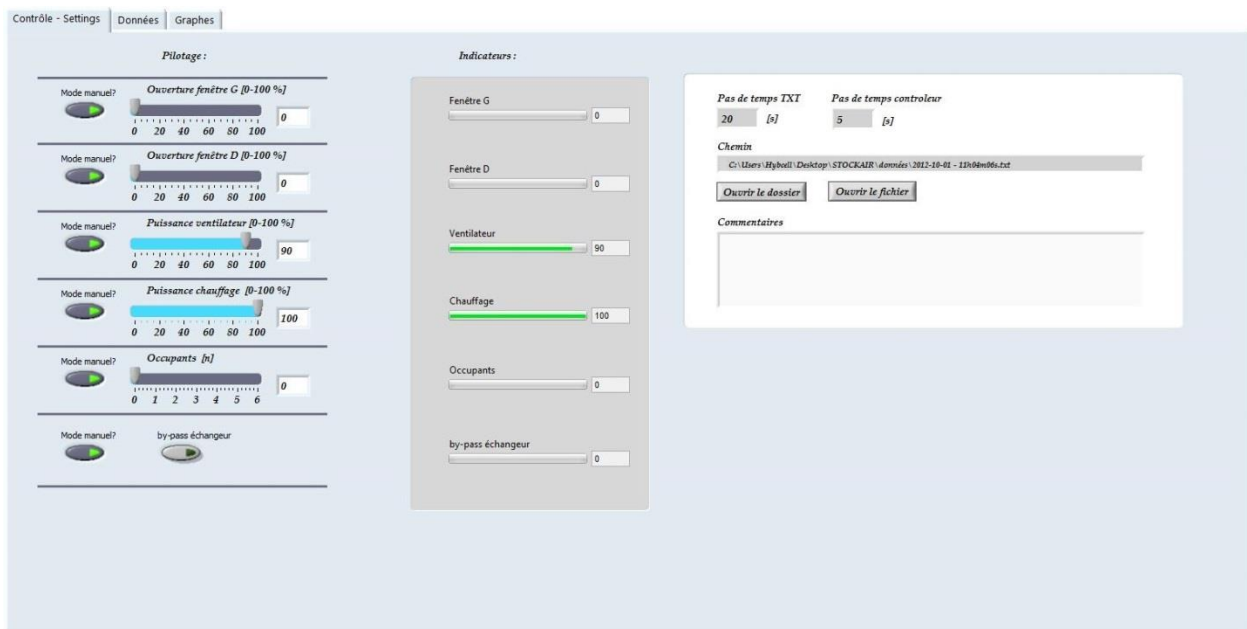 Contrôle - Settings
Données
Graphes
Pilotage :
Mode manuel?
Ouverture fenêtre G [0-100 %]
0
0 20 40 60 80 100
Mode manuel?
Ouverture fenêtre D [0-100 %]
0
0 20 40 60 80 100
Mode manuel?
Puissance ventilateur [0-100 %]
90
0 20 40 60 80 100
Mode manuel?
Puissance chauffage [0-100 %]
100
0 20 40 60 80 100
Mode manuel?
Occupants [n]
0
0 1 2 3 4 5 6
Mode manuel?
by-pass échangeur
Indicateurs :
Fenêtre G
0
Fenêtre D
0
Ventilateur
90
Chauffage
100
Occupants
0
by-pass échangeur
0
Pas de temps TXT
20 [s]
Pas de temps controleur
5 [s]
Chemin
C:\Users\Hybcell\Desktop\STOCKAIR\données\2012-10-01 - 11h04m06s.txt
Ouvrir le dossier
Ouvrir le fichier
Commentaires